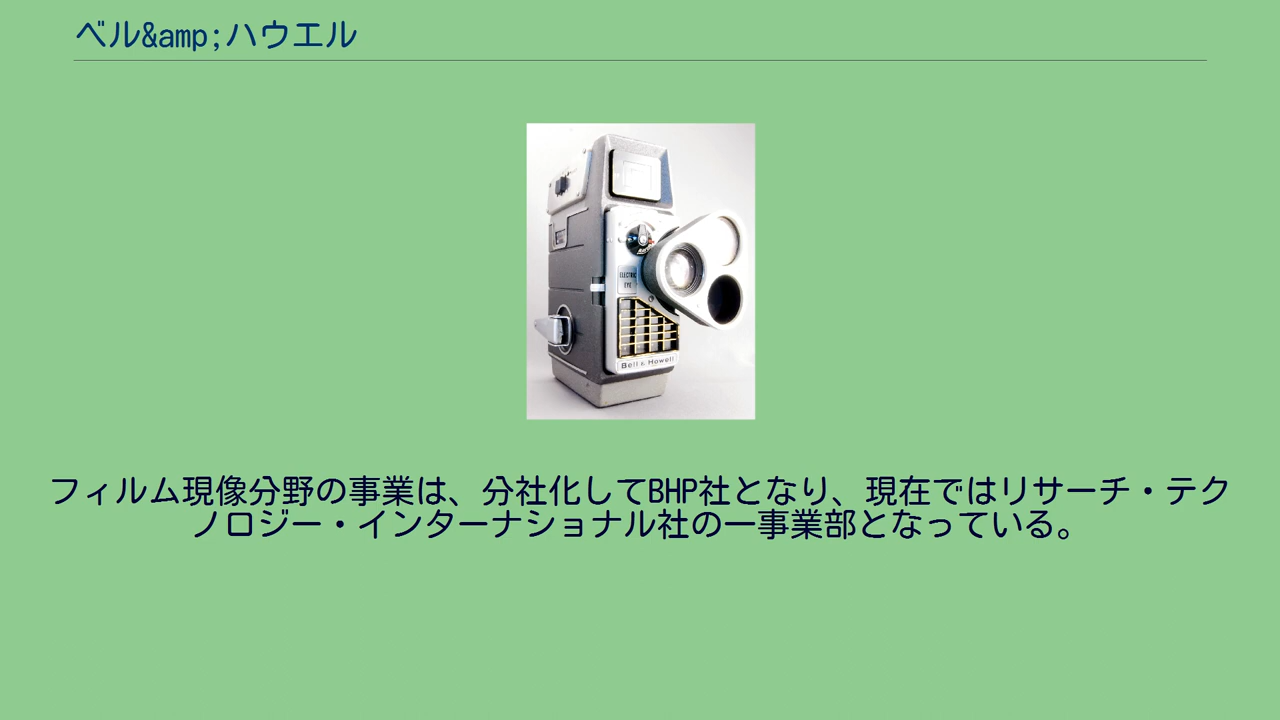 ベル&amp;ハウエル
ELECTRIC
EYE
Bell & Howell
フィルム現像分野の事業は、分社化してBHP社となり、現在ではリサーチ・テク
ノロジー・インターナショナル社の一事業部となっている。